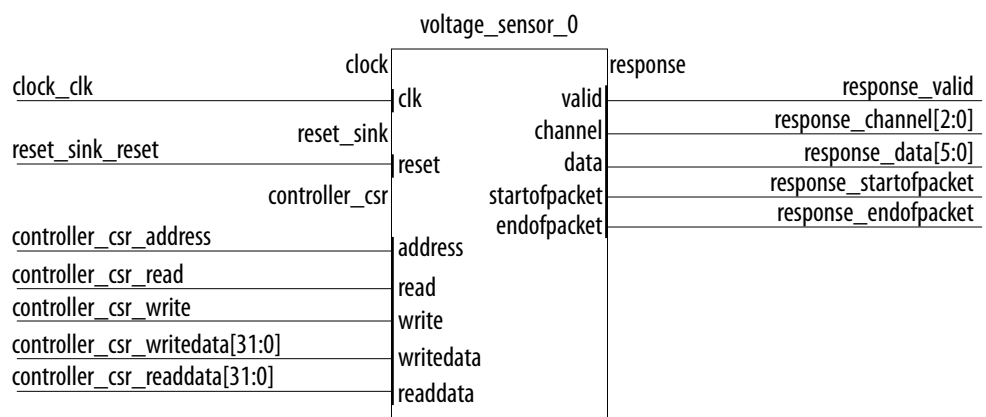 voltage_sensor_0
clock
response
clock_clk
clk
valid
response_valid
reset_sink
channel
response_channel[2:0]
reset_sink_reset
reset
data
response_data[5:0]
controller_csr
startofpacket
response_startofpacket
endofpacket
response_endofpacket
controller_csr_address
address
controller_csr_read
read
controller_csr_write
write
controller_csr_writedata[31:0]
writedata
controller_csr_readdata[31:0]
readdata